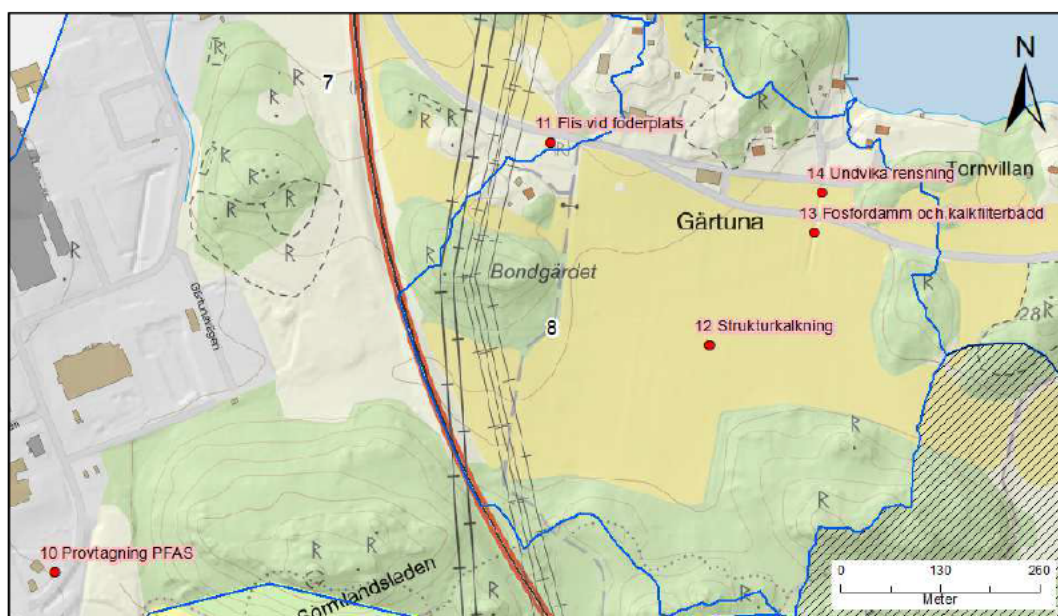 N
7
11 Flis vid foderplats
14 Undvika rensning
Tornvillan
13 Fosfordamm och kalkfilterbädd
Gärtuna
Bondgärdet
Gärtunavägen
8
28
12 Strukturkalkning
10 Provtagning PFAS
Sörmlandsleden
0 130 260
Meter